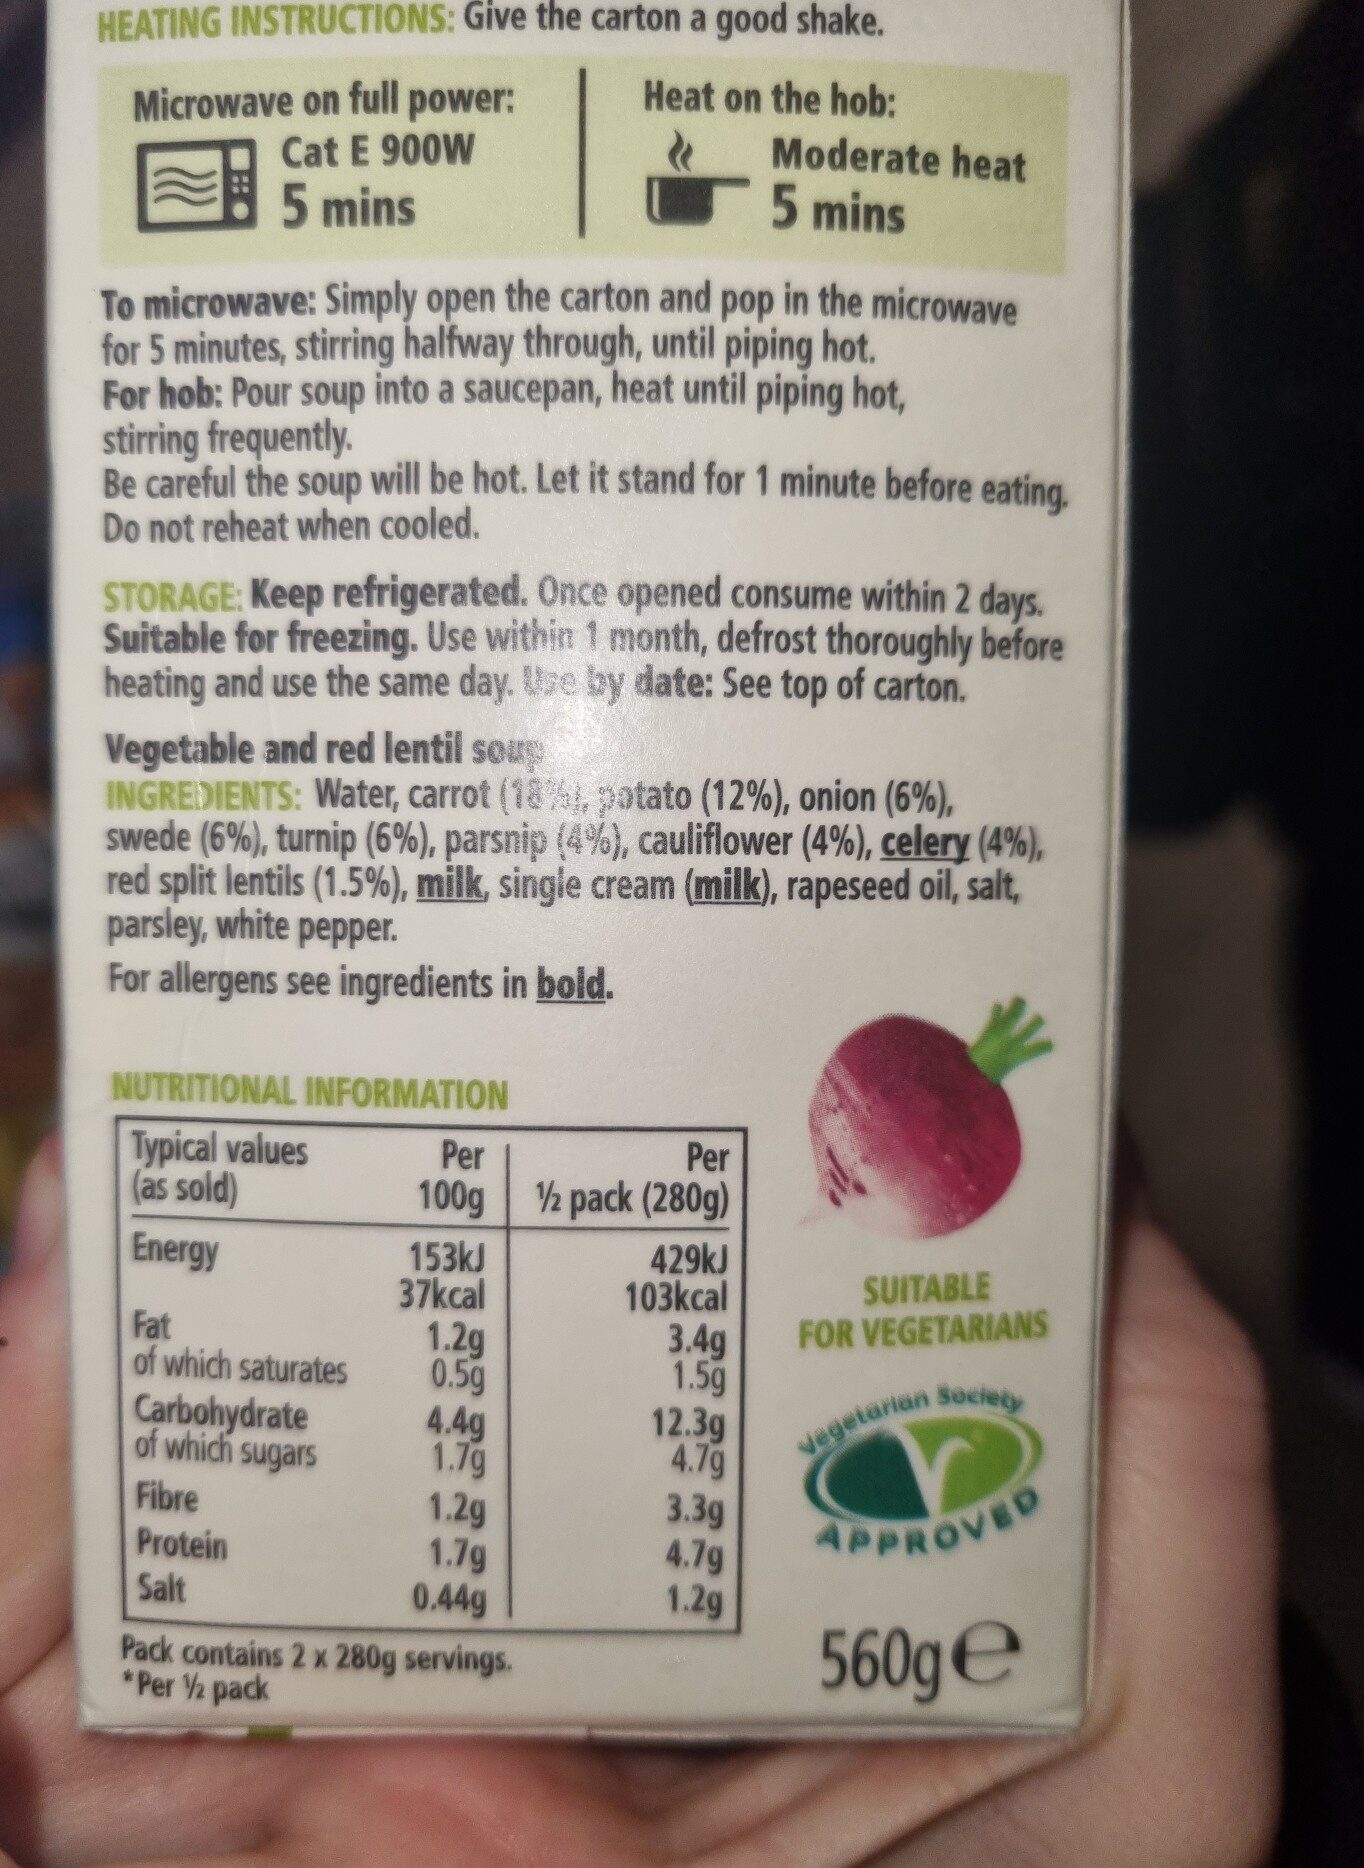 HEATING INSTRUCTIONS: Give the carton a good shake.
Microwave on full power:
Cat E 900W
5 mins
Heat on the hob:
Moderate heat
5 mins
To microwave: Simply open the carton and pop in the microwave
for 5 minutes, stirring halfway through, until piping hot.
For hob: Pour soup into a saucepan, heat until piping hot,
stirring frequently.
Be careful the soup will be hot. Let it stand for 1 minute before eating.
Do not reheat when cooled.
STORAGE: Keep refrigerated. Once opened consume within 2 days.
Suitable for freezing. Use within 1 month, defrost thoroughly before
heating and use the same day. Use by date: See top of carton.
Vegetable and red lentil soup
INGREDIENTS: Water, carrot (18%), potato (12%), onion (6%),
swede (6%), turnip (6%), parsnip (4%), cauliflower (4%), celery (4%),
red split lentils (1.5%), milk, single cream (milk), rapeseed oil, salt,
parsley, white pepper.
For allergens see ingredients in bold.
NUTRITIONAL INFORMATION
Typical values Per Per
(as sold) 100g ½ pack (280g)
Energy 153kJ 429kJ
37kcal 103kcal
Fat 1.2g 3.4g
of which saturates 0.5g 1.5g
Carbohydrate 4.4g 12.3g
of which sugars 1.7g 4.7g
Fibre 1.2g 3.3g
Protein 1.7g 4.7g
Salt 0.44g 1.2g
Pack contains 2 x 280g servings.
*Per ½ pack
SUITABLE
FOR VEGETARIANS
Vegetarian Society
APPROVED
560g e